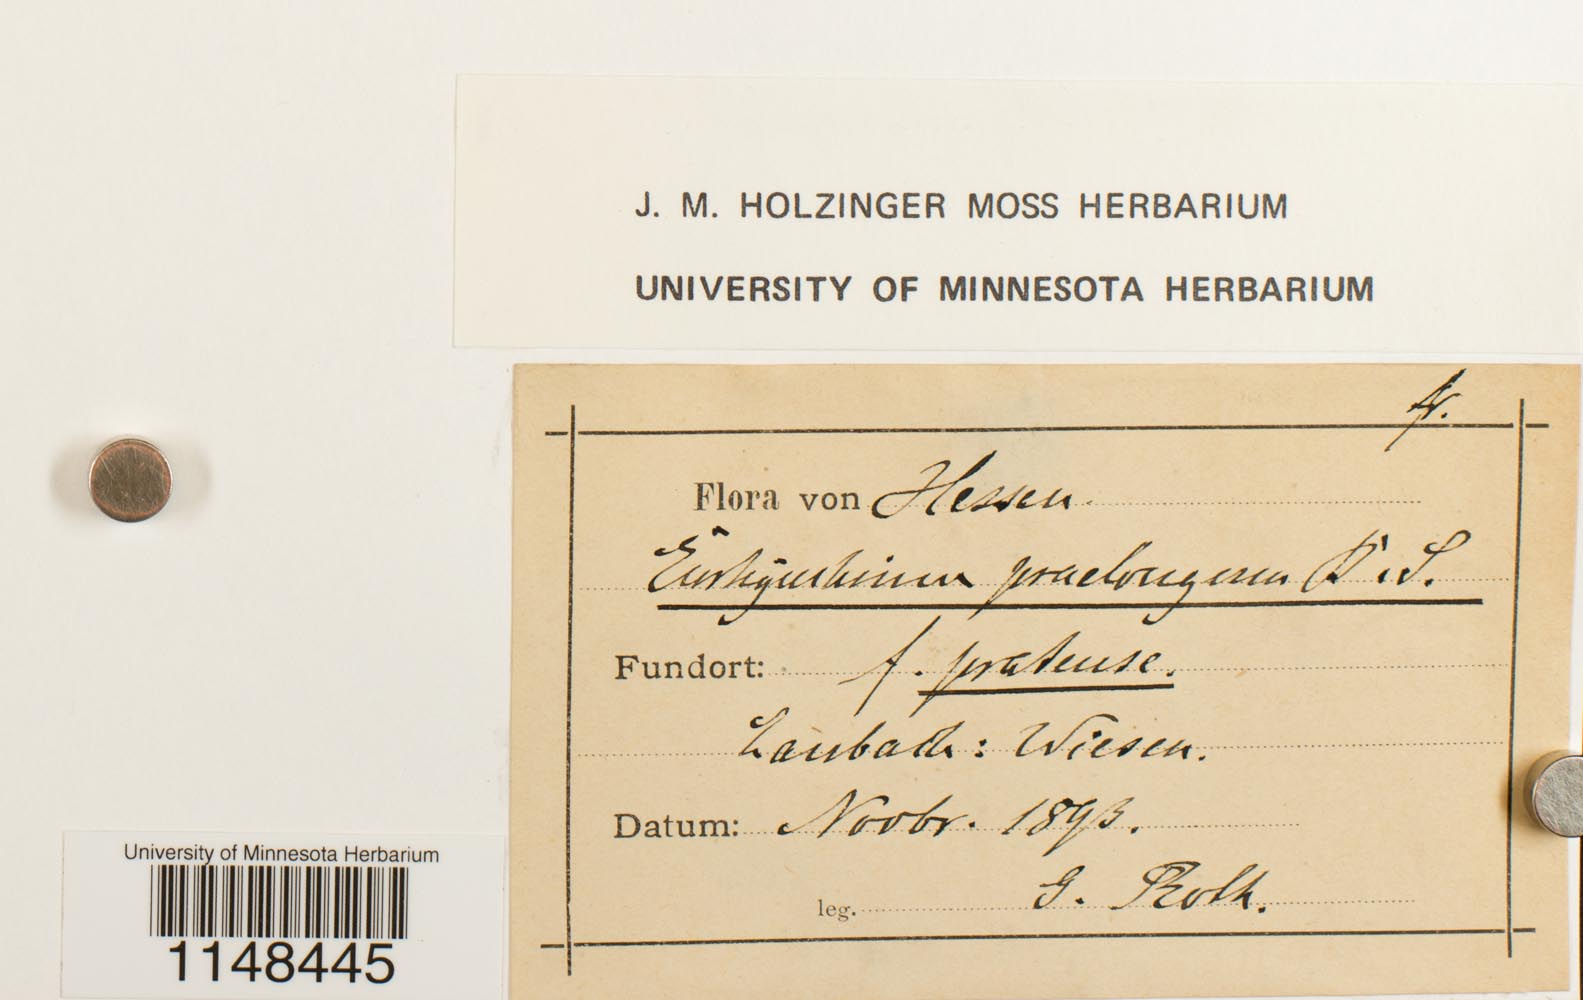 J. M. HOLZINGER MOSS HERBARIUM
UNIVERSITY OF MINNESOTA HERBARIUM
fr.
Flora von Hessen
Eurhynchium praelongum B. S.
Fundort: f. pratense.
Laubach: Wiesen.
Datum: Novbr. 1893.
leg. G. Roth.
University of Minnesota Herbarium
1148445